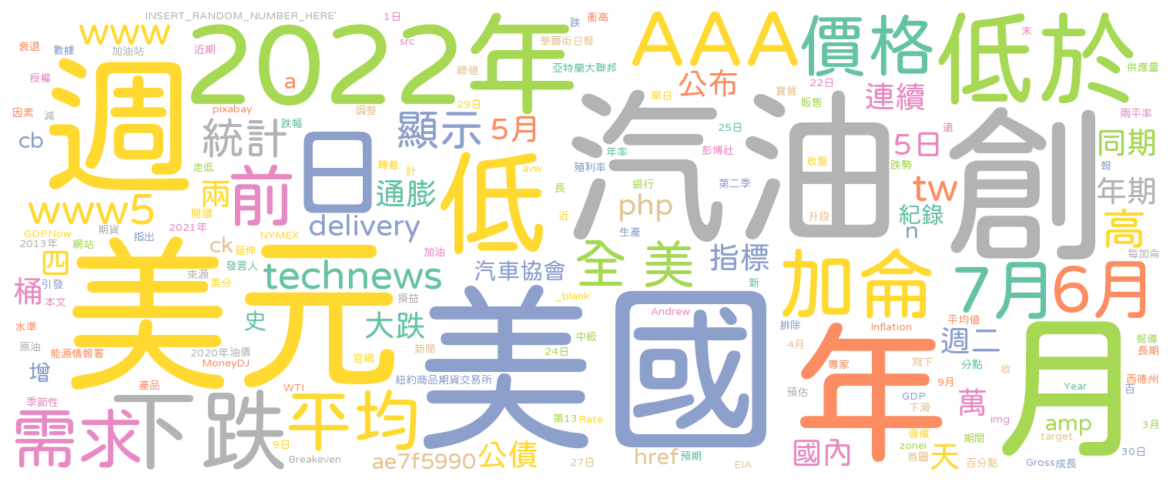 INSERT_RANDOM_NUMBER_HERE'
1日
跌
衝高
www
2022年
AAA
價格
低於
末
衰退
數據
加油站
近期
src
華爾街日報
亞特蘭大聯邦
供應量
授權
週
a
總值
公布
單日
實質
22日
連續
因素
減
pixabay
調整
29日
販售
兩平率
cb
統計
跌幅
日
顯示
5月
汽油
25日
創
5日
同期
遠
走低
兩
前
轉載
計
低
年率
彭博社
收盤
跌勢
報
通膨
avw
殖利率
銀行
第二季
tw
年期
www5
閱讀
2021年
delivery
長
近
php
升段
紀錄
n
高
GDPNow
2013年
網站
期貨
指出
ck
延伸
NYMEX
生產
四
美元
發言人
加油
汽車協會
全美
指標
新
加侖
7月
6月
每加侖
桶
引發
本文
來源
美分
technews
損益
_blank'
美國
Andrew
排除
Inflation
平均值
週二
水準
史
大跌
中級
4月
年
月
報導
長期
原油
能源情報署
2020年油價
MoneyDJ
官網
新聞
24日
專家
寫下
分點
增
產品
WTI
紐約商品期貨交易所
預估
9月
收
Year
西德州
百
季節性
需求
下跌
平均
第13
Rate
GDP
下滑
萬
img
amp
3月
9日
Breakeven
ae7f5990
公債
27日
href
預期
EIA
國內
強倫
zonei
首圖
天
期間
百分點
target
Gross
成長
30日